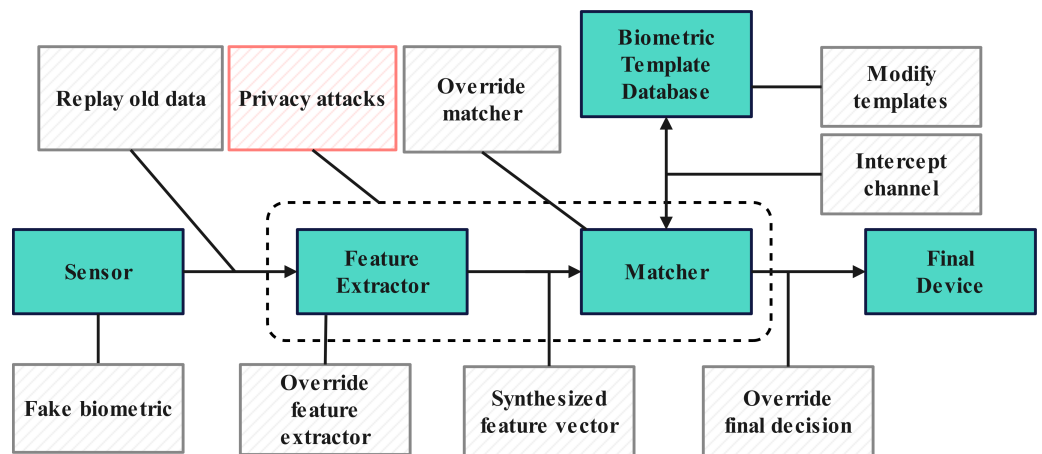 Biometric
Template
Database
Replay old data
Privacy attacks
Override
matcher
Modify
templates
Intercept
channel
Sensor
Feature
Extractor
Matcher
Final
Device
Fake biometric
Override
feature
extractor
Synthesized
feature vector
Override
final decision